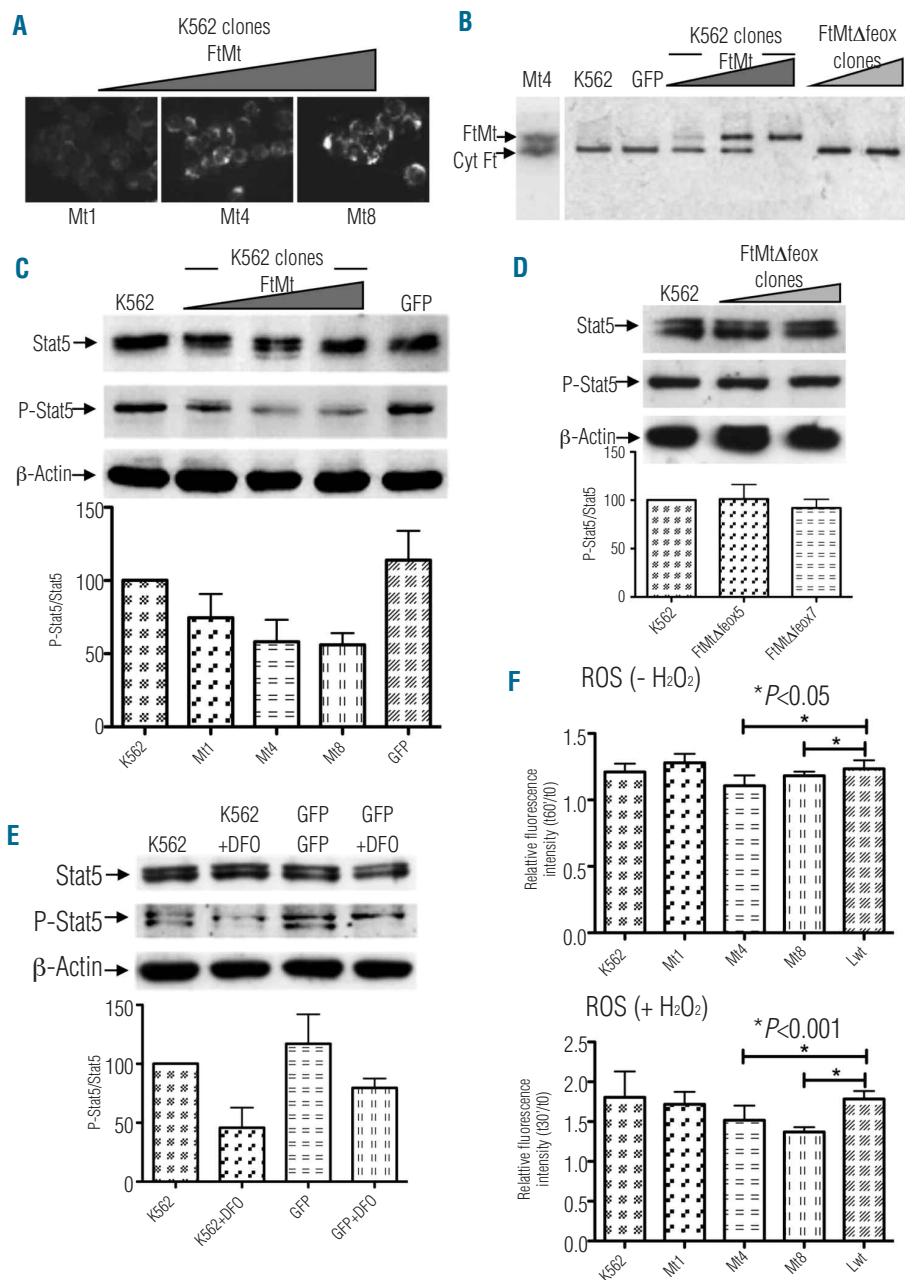 A
K562 clones
FtMt
Mt1 Mt4 Mt8
B
K562 clones
FtMt
FtMtΔfeox
clones
Mt4 K562 GFP
FtMt
Cyt Ft
C
K562 clones
FtMt
K562
GFP
Stat5
P-Stat5
β-Actin
150
100
50
0
P-Stat5/Stat5
K562 Mt1 Mt4 Mt8 GFP
D
FtMtΔfeox
clones
K562
Stat5
P-Stat5
β-Actin
150
100
50
0
P-Stat5/Stat5
K562 FtMtΔfeox5 FtMtΔfeox7
E
K562 GFP GFP
K562 +DFO GFP +DFO
Stat5
P-Stat5
β-Actin
150
100
50
0
P-Stat5/Stat5
K562 K562+DFO GFP GFP+DFO
F
ROS (- H₂O₂)
*P<0.05
*
*
1.5
1.0
0.5
0.0
Relattive fluorescence
intensity (t60'/t0)
K562 Mt1 Mt4 Mt8 Lwt
ROS (+ H₂O₂)
*P<0.001
*
*
2.5
2.0
1.5
1.0
0.5
0.0
Relative fluorescence
intensity (t30'/t0)
K562 Mt1 Mt4 Mt8 Lwt